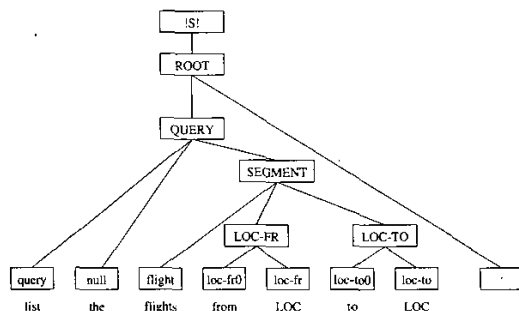 !S!
ROOT
QUERY
SEGMENT
LOC-FR LOC-TO
query null flight loc-fr0 loc-fr loc-to0 loc-to .
list the flights from LOC to LOC